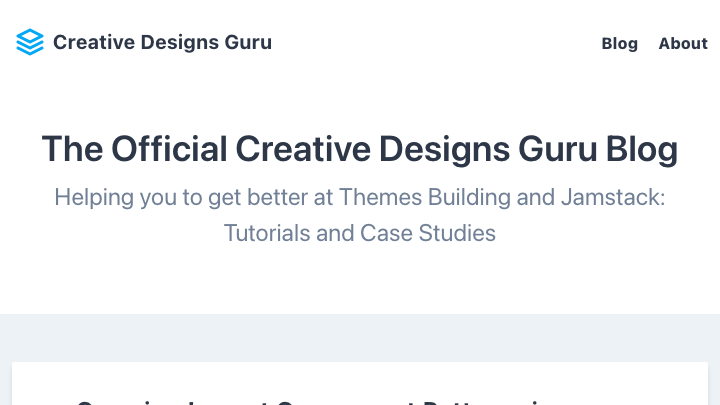 Creative Designs Guru
Blog About
The Official Creative Designs Guru Blog
Helping you to get better at Themes Building and Jamstack:
Tutorials and Case Studies